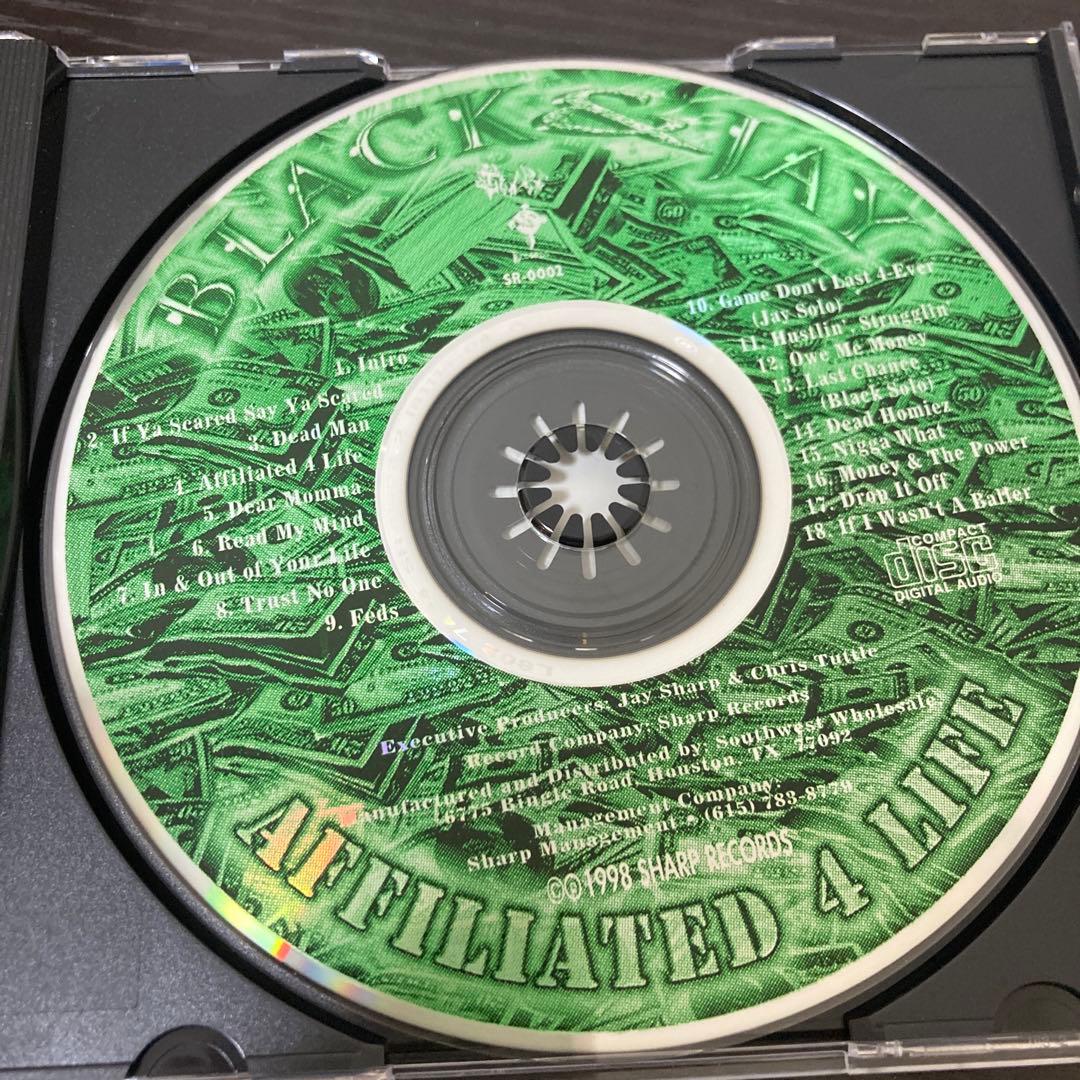 BLACK & JAY
SR-0002
1. Intro
2. If Ya Scared Say Ya Scared
3. Dead Man
4. Affiliated 4 Life
5. Dear Momma
6. Read My Mind
7. In & Out of Your Life
8. Trust No One
9. Feds
10. Game Don't Last 4-Ever
(Jay Solo)
11. Hustlin', Strugglin
12. Owe Me Money
13. Last Chance
(Black Solo)
14. Dead Homiez
15. Nigga What
16. Money & The Power
17. Drop It Off
18. If I Wasn't A Baller
COMPACT
disc
DIGITAL AUDIO
Executive Producers: Jay Sharp & Chris Tuttle
Record Company: Sharp Records
Manufactured and Distributed by: Southwest Wholesale
6775 Bingle Road, Houston, TX 77092
Management Company:
Sharp Management • (615) 783-8779
©℗ 1998 SHARP RECORDS
AFFILIATED 4 LIFE